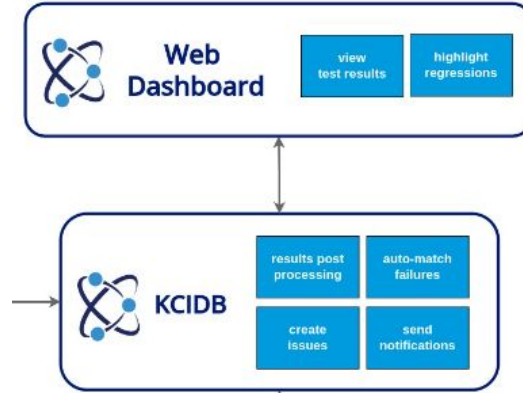 Web
Dashboard
view
test results
highlight
regressions
KCIDB
results post
processing
auto-match
failures
create
issues
send
notifications